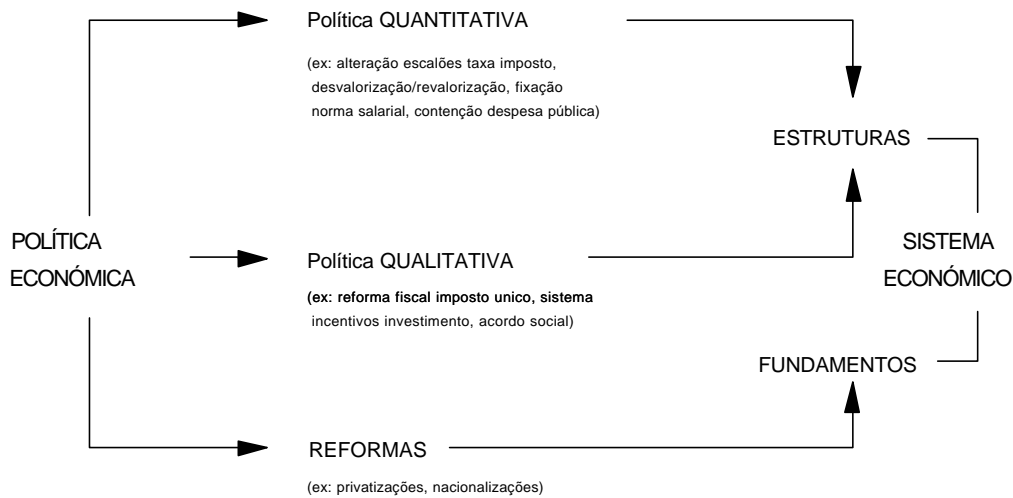 Política QUANTITATIVA
(ex: alteração escalões taxa imposto,
desvalorização/revalorização, fixação
norma salarial, contenção despesa pública)
ESTRUTURAS
POLÍTICA
ECONÓMICA
Política QUALITATIVA
(ex: reforma fiscal imposto unico, sistema
incentivos investimento, acordo social)
SISTEMA
ECONÓMICO
FUNDAMENTOS
REFORMAS
(ex: privatizações, nacionalizações)